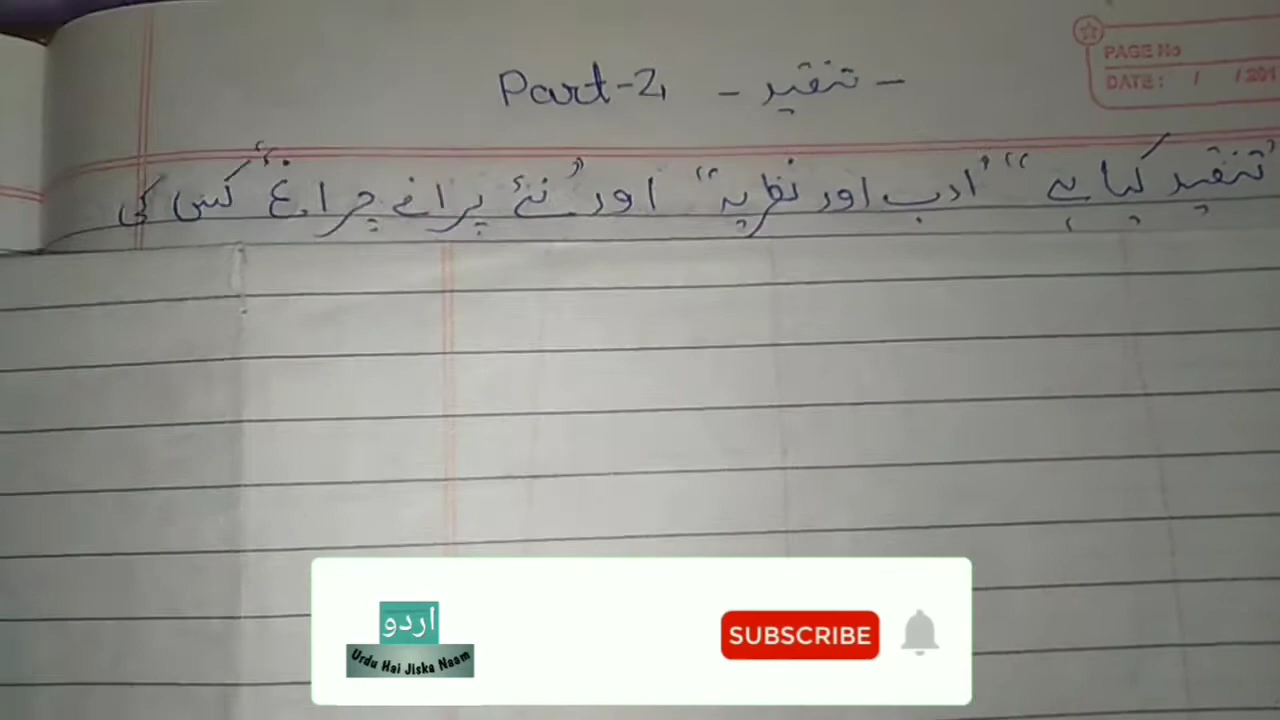 Part-2, - تنقید -
PAGE No
DATE: / /201
"تنقید کیا ہے" "ادب اور نظریہ" اور "نئے پرانے چراغ" کس کی
اردو
Urdu Hai Jiska Naam
SUBSCRIBE